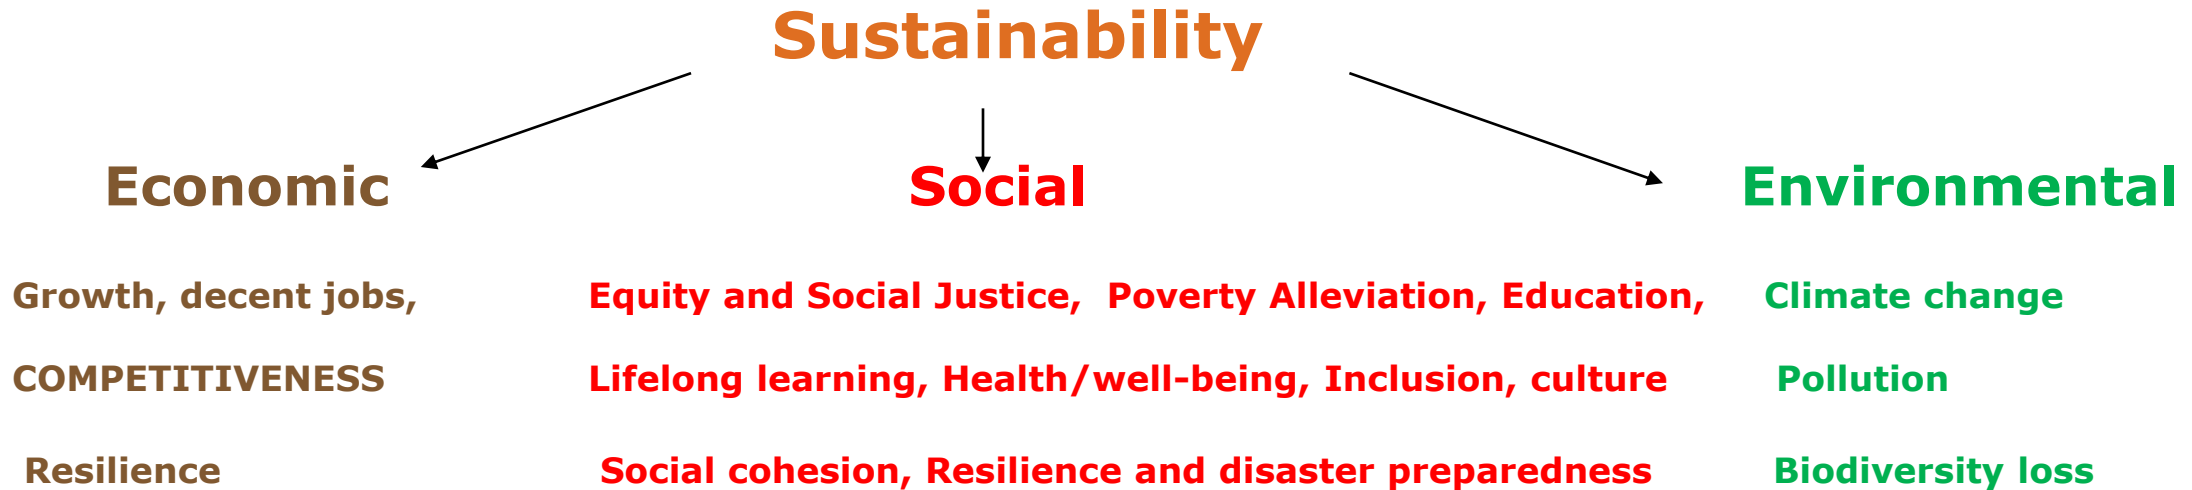 Sustainability
Economic
Social
Environmental
Growth, decent jobs,
Equity and Social Justice, Poverty Alleviation, Education,
Climate change
COMPETITIVENESS
Lifelong learning, Health/well-being, Inclusion, culture
Pollution
Resilience
Social cohesion, Resilience and disaster preparedness
Biodiversity loss